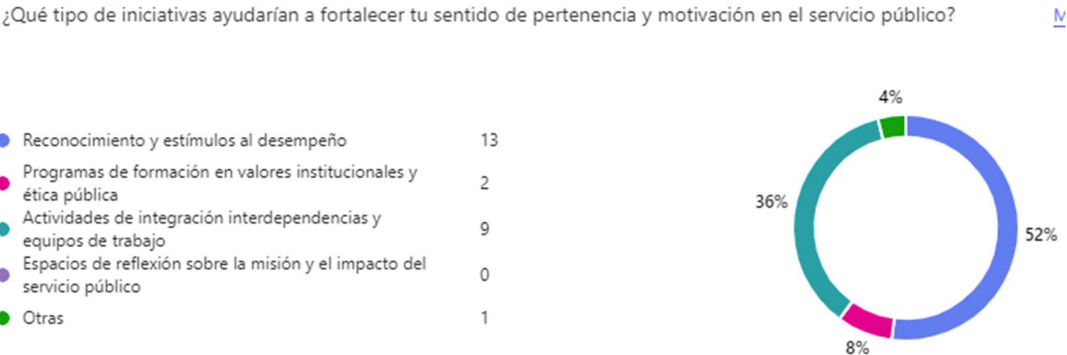 ¿Qué tipo de iniciativas ayudarían a fortalecer tu sentido de pertenencia y motivación en el servicio público?
Reconocimiento y estímulos al desempeño 13
Programas de formación en valores institucionales y
ética pública
2
Actividades de integración interdependencias y
equipos de trabajo
9
Espacios de reflexión sobre la misión y el impacto del
servicio público
0
Otras 1
4%
36%
52%
8%